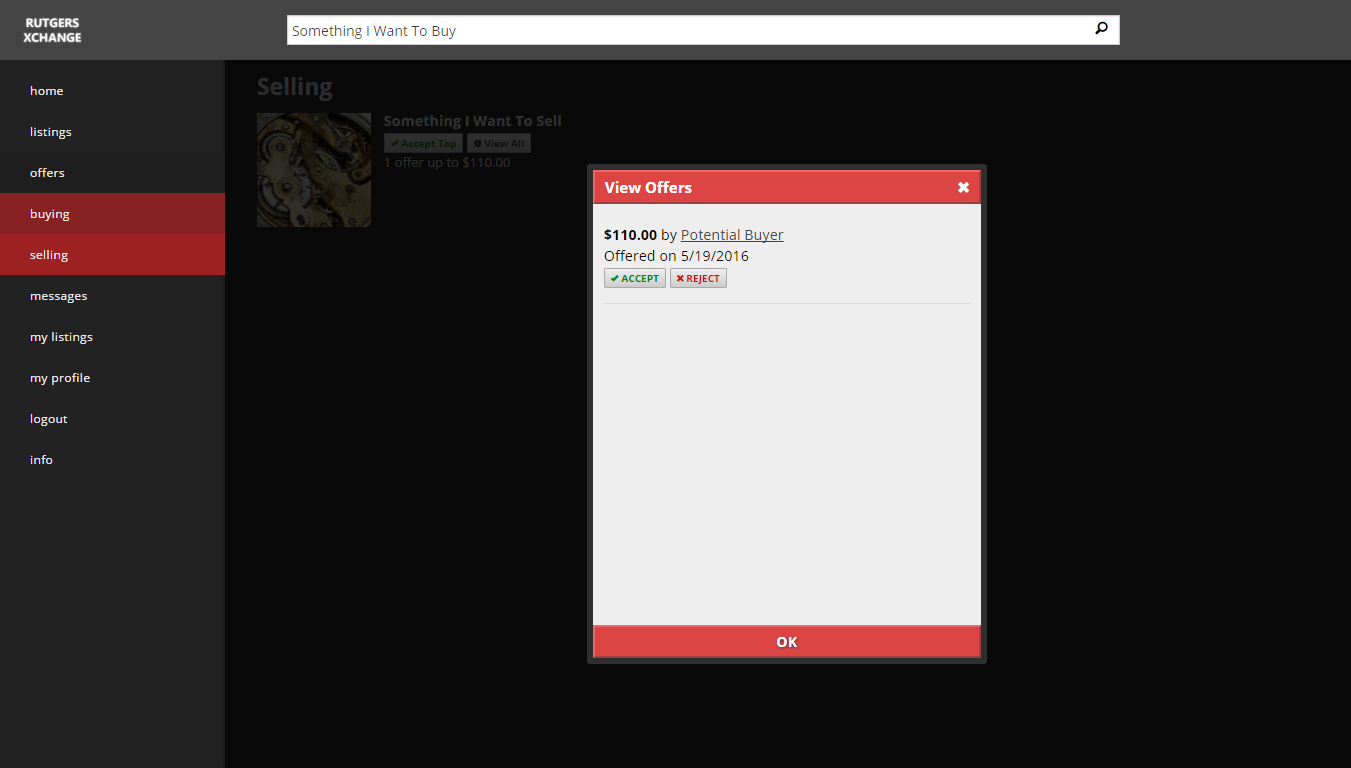 RUTGERS
XCHANGE
Something I Want To Buy
home
listings
offers
buying
selling
messages
my listings
my profile
logout
info
Selling
Something I Want To Sell
Accept Top View All
1 offer up to $110.00
View Offers
$110.00 by Potential Buyer
Offered on 5/19/2016
ACCEPT REJECT
OK